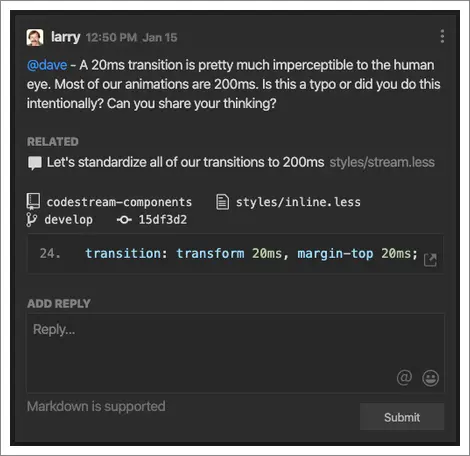 larry 12:50 PM Jan 15
@dave - A 20ms transition is pretty much imperceptible to the human
eye. Most of our animations are 200ms. Is this a typo or did you do this
intentionally? Can you share your thinking?
RELATED
Let's standardize all of our transitions to 200ms styles/stream.less
codestream-components styles/inline.less
develop 15df3d2
24. transition: transform 20ms, margin-top 20ms;
ADD REPLY
Reply...
@
Markdown is supported
Submit